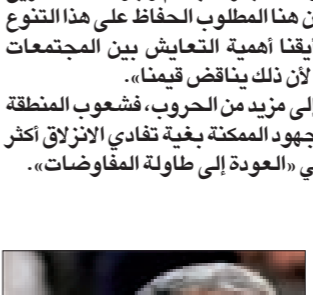 ن هنا المطلوب الحفاظ على هذا التنوع
يقنا أهمية التعايش بين المجتمعات
لأن ذلك يناقض قيمنا».
إلى مزيد من الحروب، فشعوب المنطقة
جهود الممكنة بغية تفادي الانزلاق أكثر
ي «العودة إلى طاولة المفاوضات».